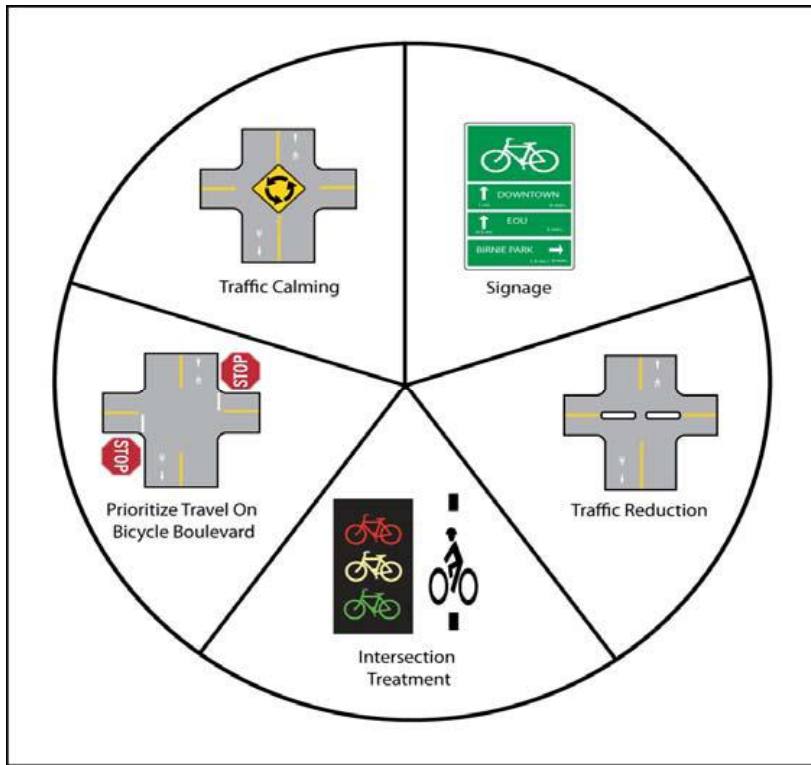 DOWNTOWN
EOU
BIRNIE PARK
Traffic Calming
Signage
STOP
STOP
Prioritize Travel On
Bicycle Boulevard
Traffic Reduction
Intersection
Treatment